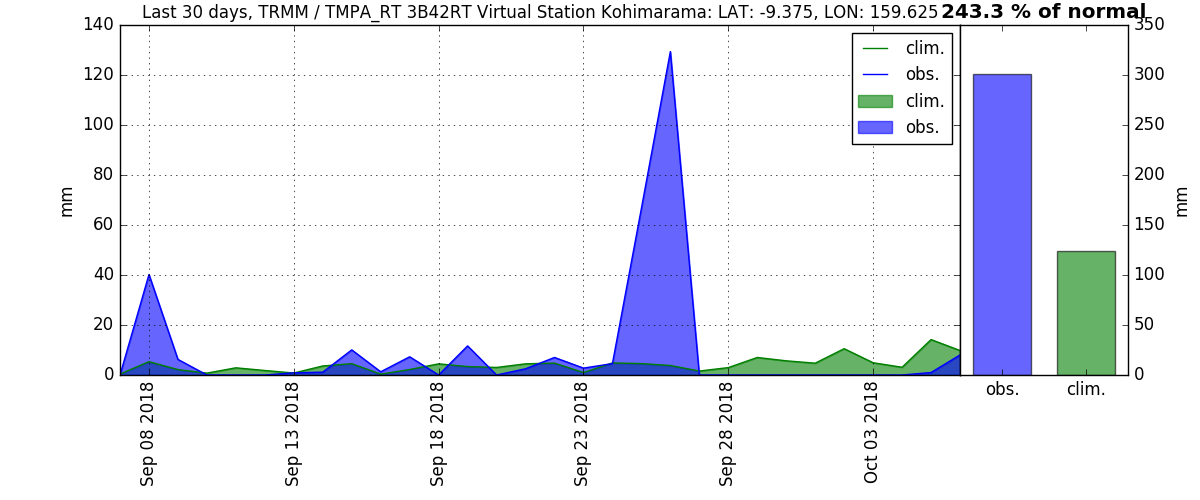 Last 30 days, TRMM / TMPA_RT 3B42RT Virtual Station Kohimarama: LAT: -9.375, LON: 159.625
243.3 % of normal
140
120
100
80
60
40
20
0
mm
Sep 08 2018
Sep 13 2018
Sep 18 2018
Sep 23 2018
Sep 28 2018
Oct 03 2018
clim.
obs.
clim.
obs.
350
300
250
200
150
100
50
0
mm
obs. clim.